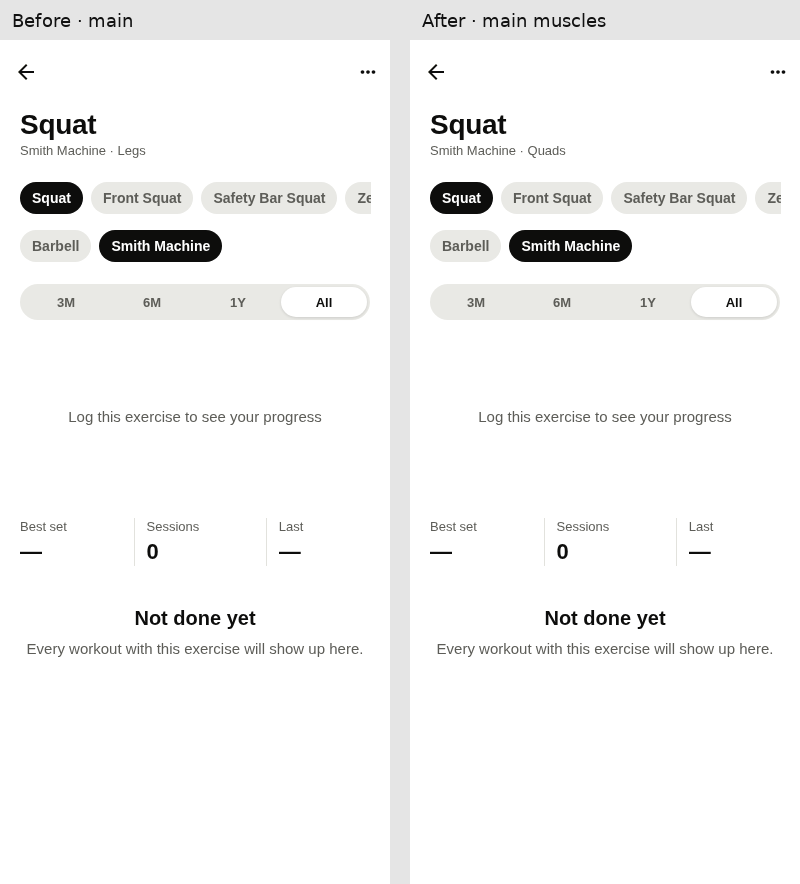 Before · main
Squat
Smith Machine · Legs
Squat Front Squat Safety Bar Squat Ze
Barbell Smith Machine
3M 6M 1Y All
Log this exercise to see your progress
Best set Sessions Last
— 0 —
Not done yet
Every workout with this exercise will show up here.
After · main muscles
Squat
Smith Machine · Quads
Squat Front Squat Safety Bar Squat Ze
Barbell Smith Machine
3M 6M 1Y All
Log this exercise to see your progress
Best set Sessions Last
— 0 —
Not done yet
Every workout with this exercise will show up here.